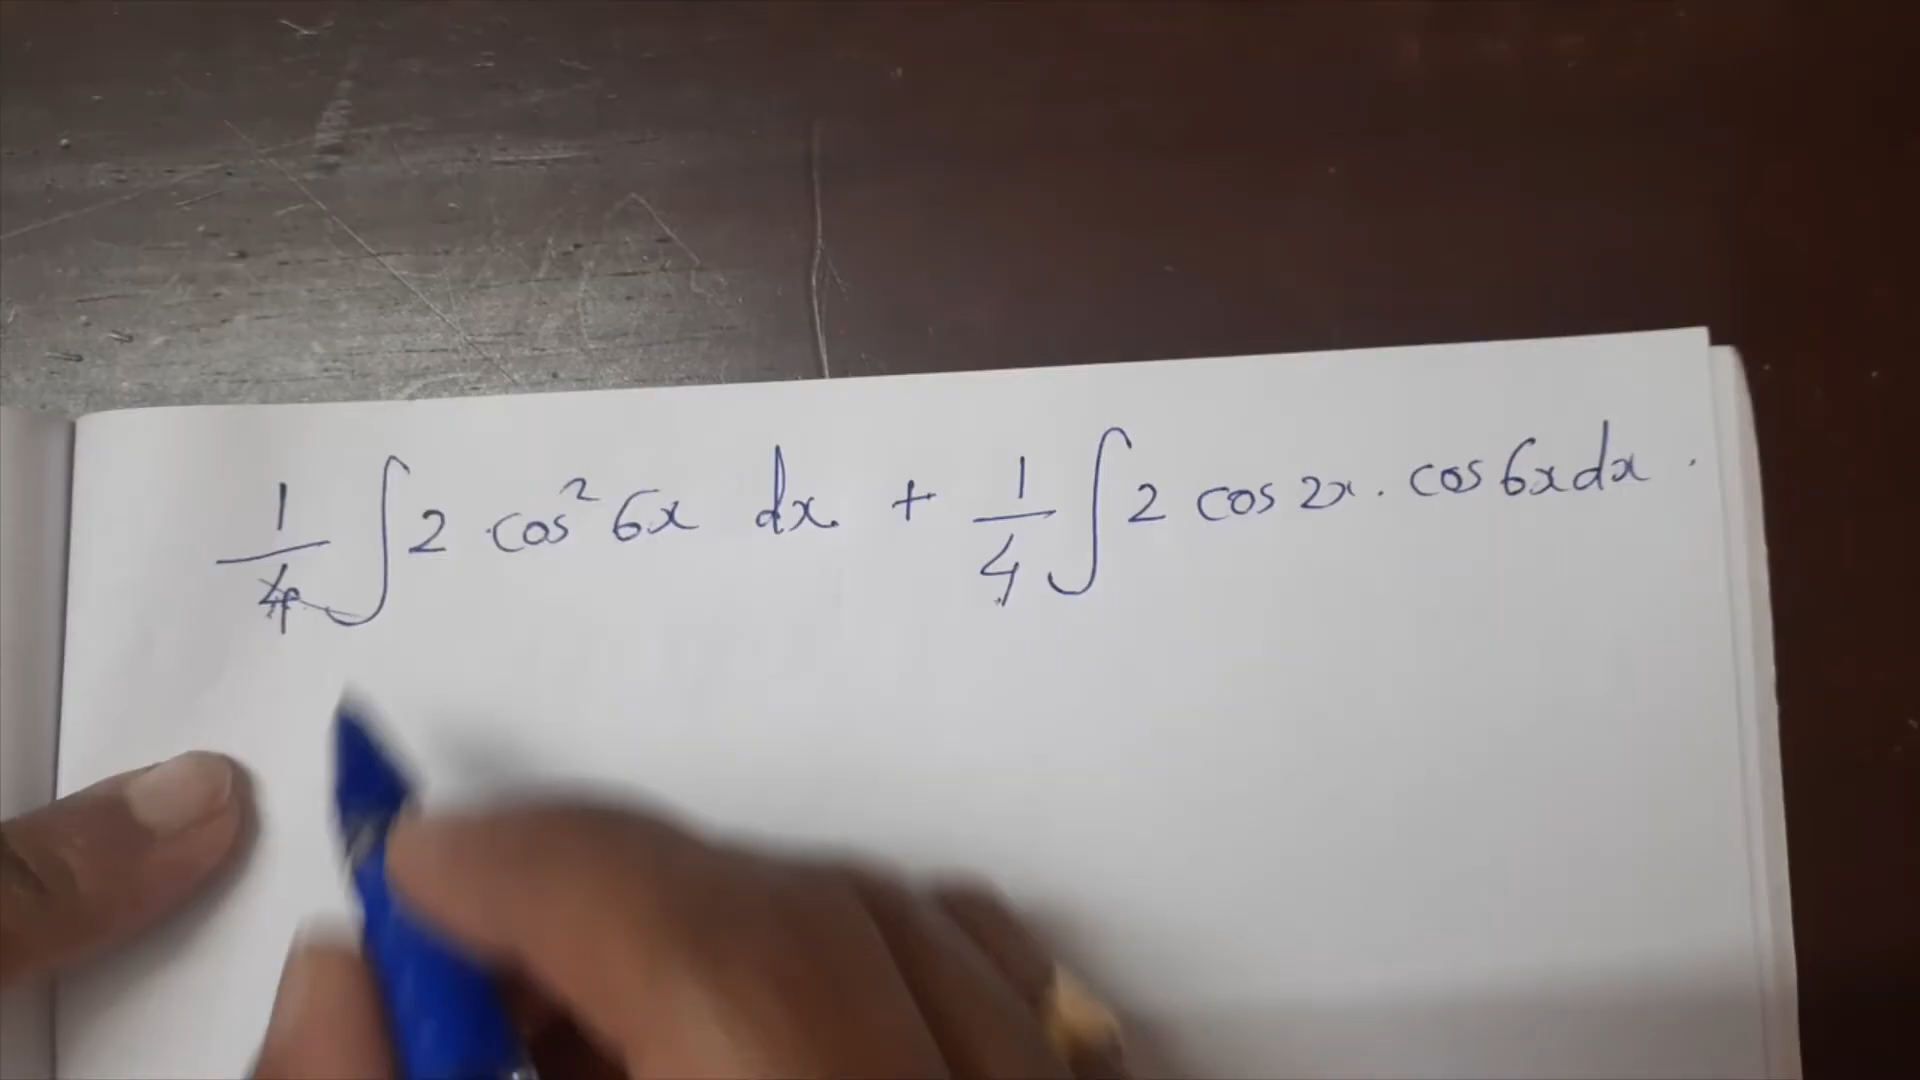 1/4 ∫ 2 cos² 6x dx + 1/4 ∫ 2 cos 2x . cos 6x dx .